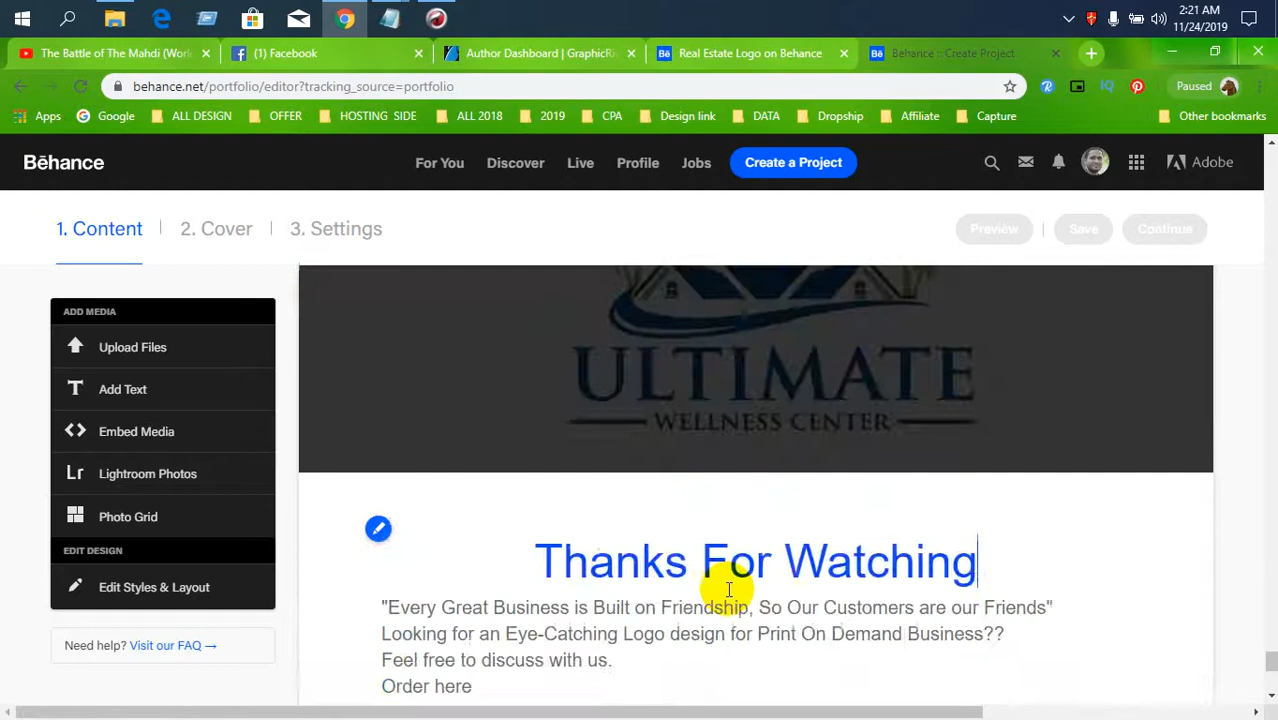 2:21 AM
11/24/2019
The Battle of The Mahdi (Worl
(1) Facebook
Author Dashboard | GraphicRi
Real Estate Logo on Behance
Behance :: Create Project
behance.net/portfolio/editor?tracking_source=portfolio
Paused
Apps
Google
ALL DESIGN
OFFER
HOSTING SIDE
ALL 2018
2019
CPA
Design link
DATA
Dropship
Affiliate
Capture
Other bookmarks
Bēhance
For You
Discover
Live
Profile
Jobs
Create a Project
Adobe
1. Content
2. Cover
3. Settings
Preview
Save
Continue
ADD MEDIA
Upload Files
Add Text
Embed Media
Lr Lightroom Photos
Photo Grid
EDIT DESIGN
Edit Styles & Layout
Need help? Visit our FAQ →
ULTIMATE
WELLNESS CENTER
Thanks For Watching
"Every Great Business is Built on Friendship, So Our Customers are our Friends"
Looking for an Eye-Catching Logo design for Print On Demand Business??
Feel free to discuss with us.
Order here